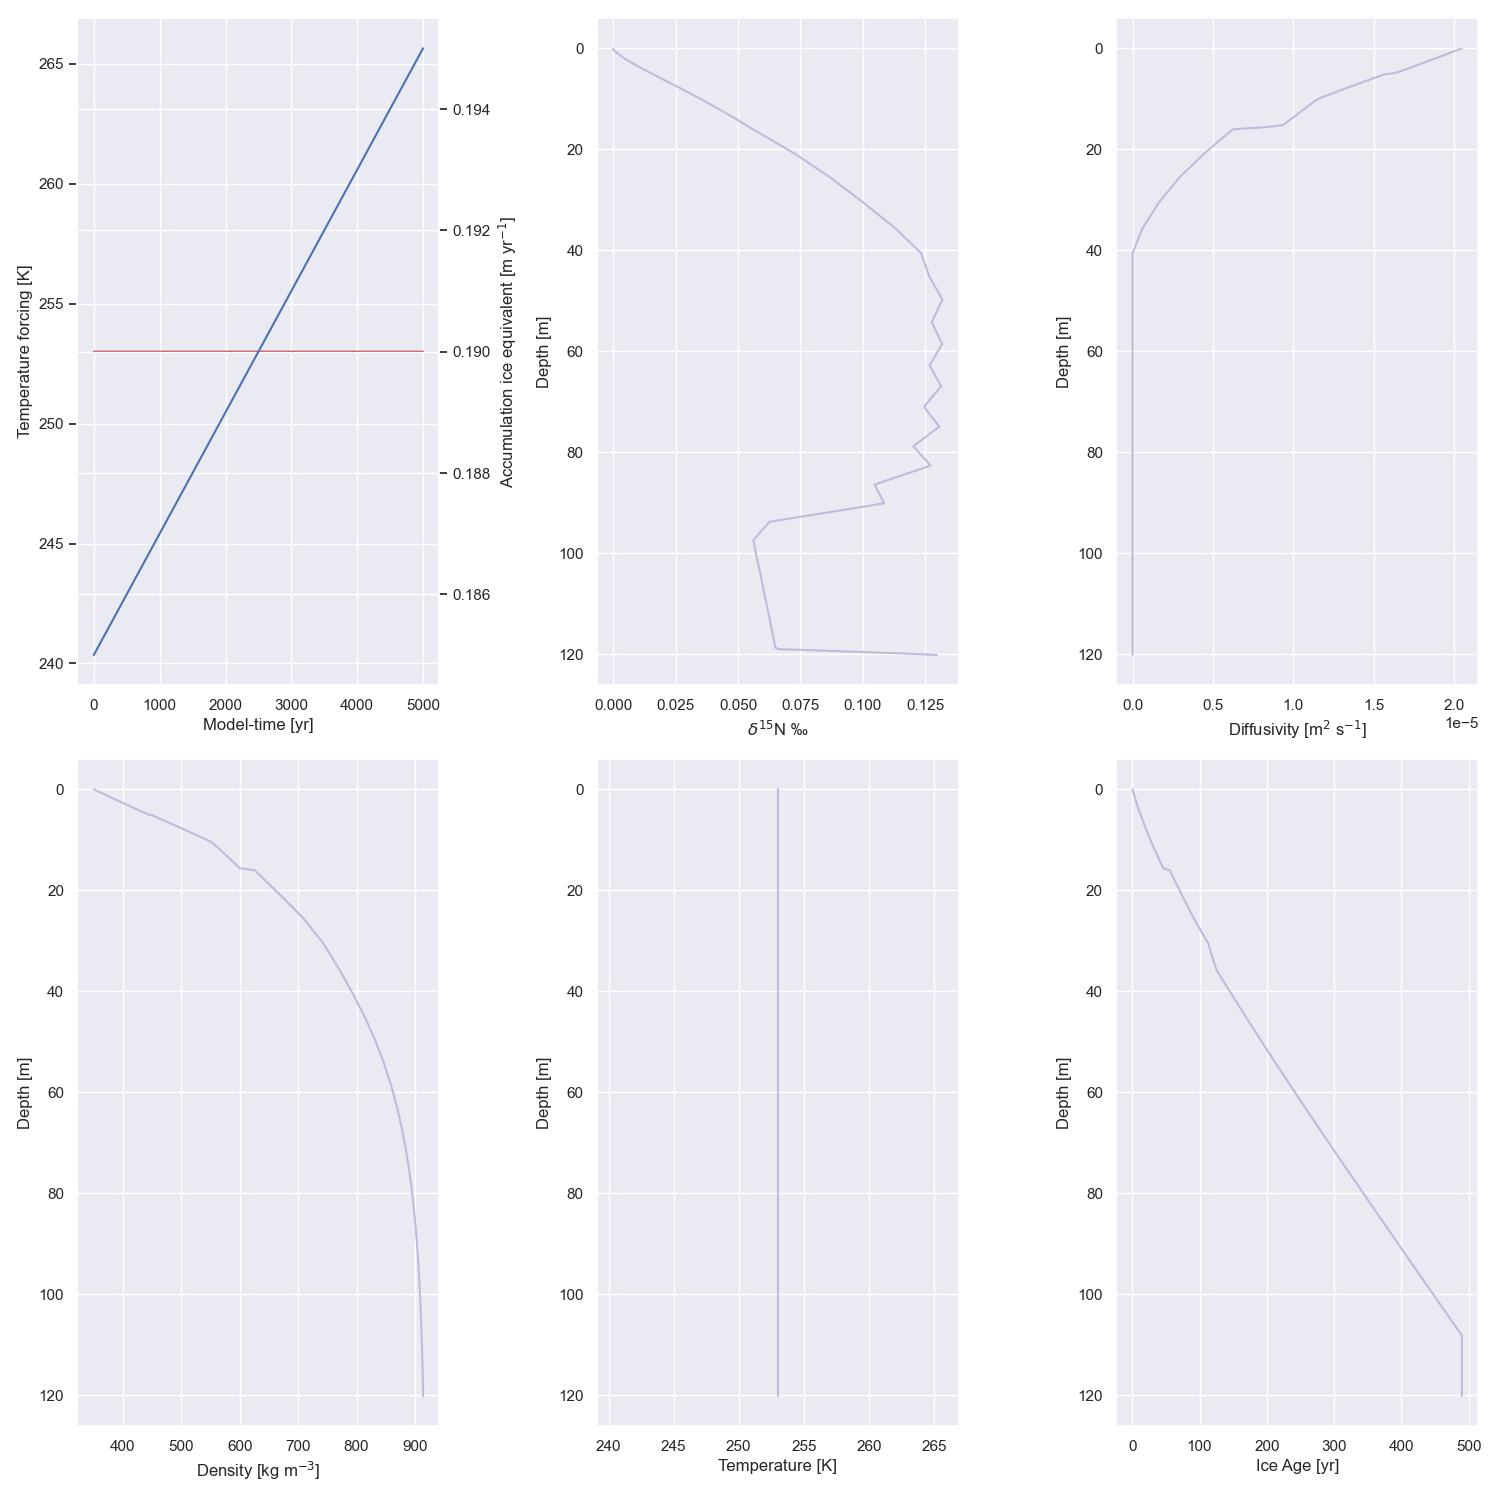 265
260
255
250
245
240
Temperature forcing [K]
0 1000 2000 3000 4000 5000
Model-time [yr]
0.194
0.192
0.190
0.188
0.186
Accumulation ice equivalent [m yr⁻¹]
0
20
40
60
80
100
120
Depth [m]
0.000 0.025 0.050 0.075 0.100 0.125
δ¹⁵N ‰
0
20
40
60
80
100
120
Depth [m]
0.0 0.5 1.0 1.5 2.0
1e−5
Diffusivity [m² s⁻¹]
0
20
40
60
80
100
120
Depth [m]
400 500 600 700 800 900
Density [kg m⁻³]
0
20
40
60
80
100
120
Depth [m]
240 245 250 255 260 265
Temperature [K]
0
20
40
60
80
100
120
Depth [m]
0 100 200 300 400 500
Ice Age [yr]